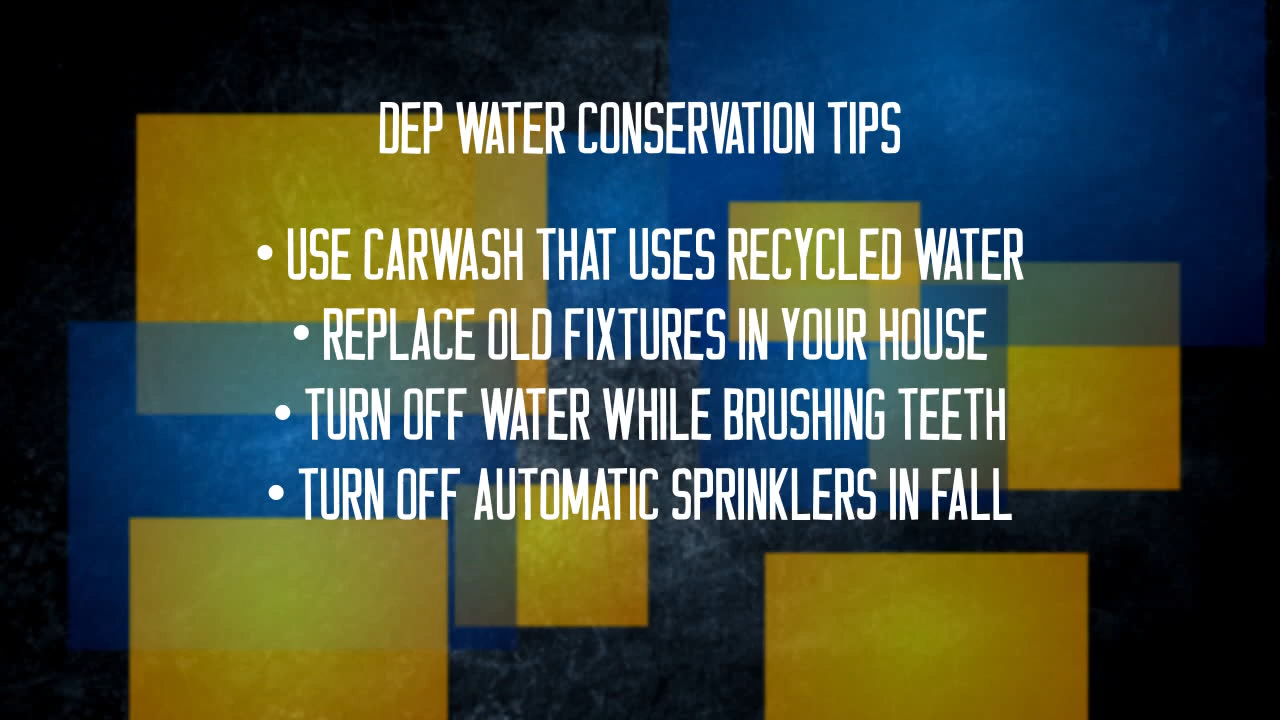 DEP WATER CONSERVATION TIPS
• USE CARWASH THAT USES RECYCLED WATER
• REPLACE OLD FIXTURES IN YOUR HOUSE
• TURN OFF WATER WHILE BRUSHING TEETH
• TURN OFF AUTOMATIC SPRINKLERS IN FALL